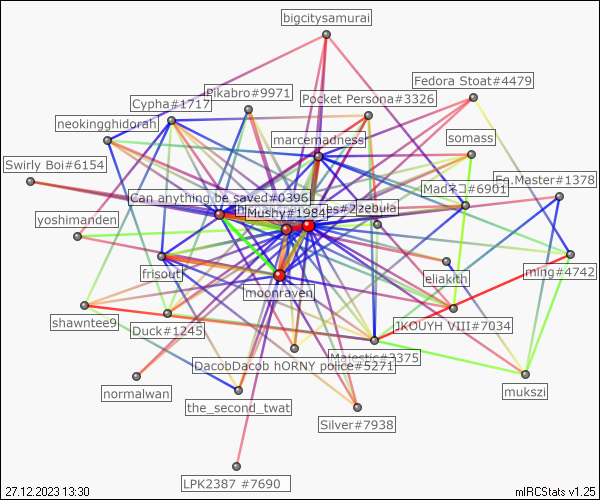 bigcitysamurai
Fedora Stoat#4479
Pikabro#9971
Pocket Persona#3326
Cypha#1717
neokingghidorah
somass
marcemadness
Swirly Boi#6154
Ea.Master#1378
Madネコ#6901
Can anything be saved#0396
Mushy#1984
zebula
yoshimanden
frisout
eliakith
ming#4742
moonraven
shawntee9
Duck#1245
JKOUYH VIII#7034
Majestic#2375
DacobDacob hORNY police#5271
normalwan
mukszi
the_second_twat
Silver#7938
LPK2387 #7690
27.12.2023 13:30
mIRCStats v1.25